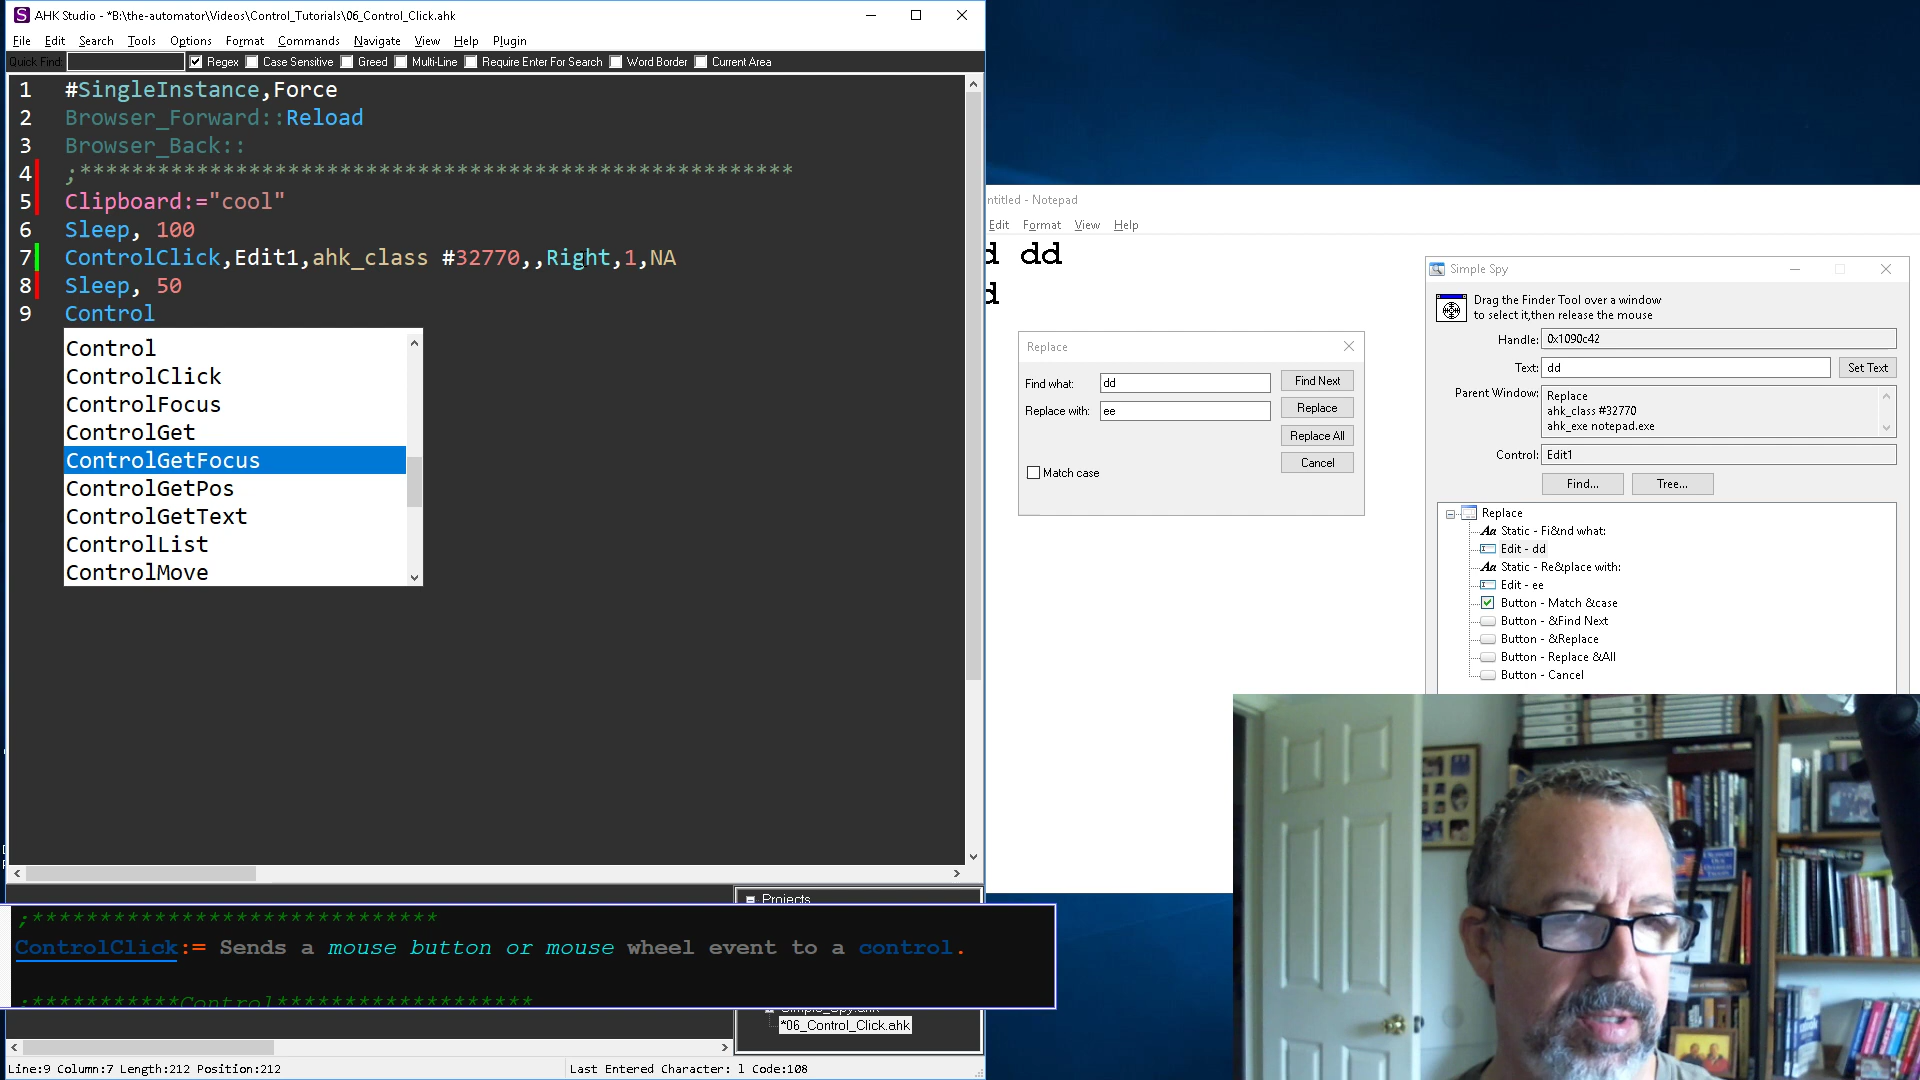 AHK Studio - *B:\the-automator\Videos\Control_Tutorials\06_Control_Click.ahk
File Edit Search Tools Options Format Commands Navigate View Help Plugin
Quick Find: Regex Case Sensitive Greed Multi-Line Require Enter For Search Word Border Current Area
1 #SingleInstance,Force
2 Browser_Forward::Reload
3 Browser_Back::
4 ;*******************************************************
5 Clipboard:="cool"
6 Sleep, 100
7 ControlClick,Edit1,ahk_class #32770,,Right,1,NA
8 Sleep, 50
9 Control
Control
ControlClick
ControlFocus
ControlGet
ControlGetFocus
ControlGetPos
ControlGetText
ControlList
ControlMove
Projects
;******************************
ControlClick:= Sends a mouse button or mouse wheel event to a control.
;***********Control*******************
Simple_Spy.ahk
*06_Control_Click.ahk
Line:9 Column:7 Length:212 Position:212
Last Entered Character: l Code:108
ntitled - Notepad
Edit Format View Help
d dd
d
Replace
Find what: dd Find Next
Replace with: ee Replace
Replace All
Cancel
Match case
Simple Spy
Drag the Finder Tool over a window
to select it,then release the mouse
Handle: 0x1090c42
Text: dd Set Text
Parent Window: Replace
ahk_class #32770
ahk_exe notepad.exe
Control: Edit1
Find... Tree...
Replace
Aa Static - Fi&nd what:
Edit - dd
Aa Static - Re&place with:
Edit - ee
Button - Match &case
Button - &Find Next
Button - &Replace
Button - Replace &All
Button - Cancel